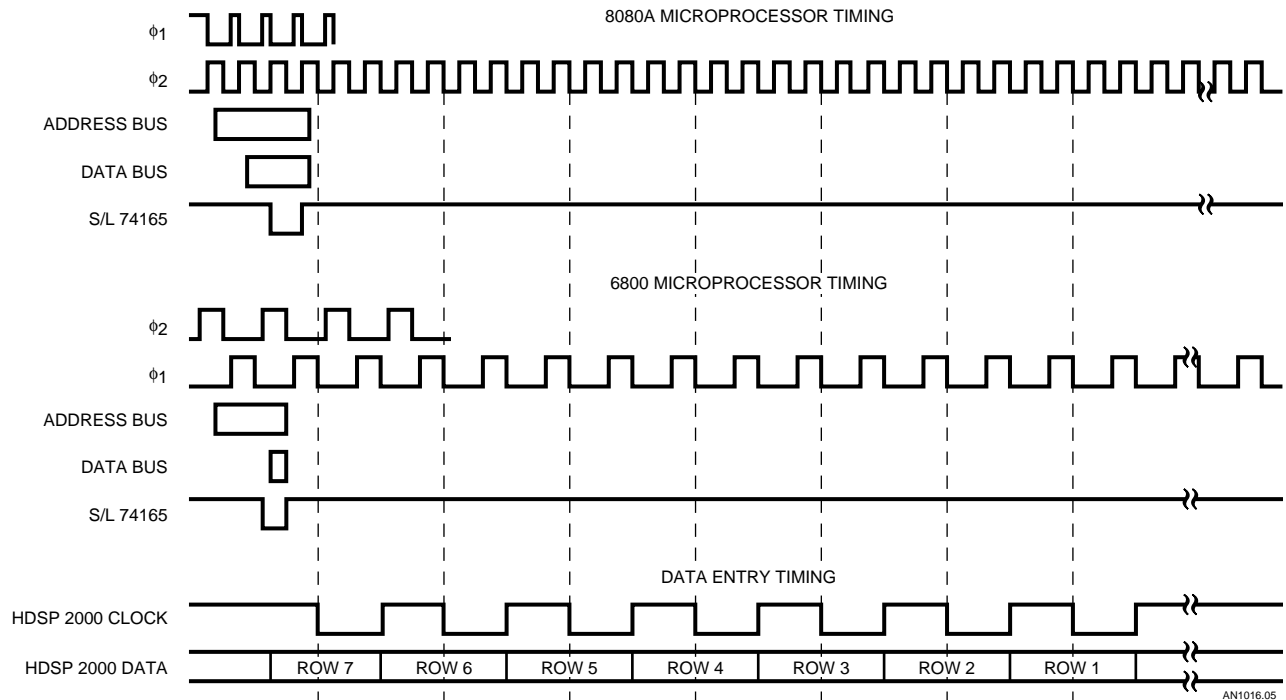 8080A MICROPROCESSOR TIMING
ϕ1
ϕ2
ADDRESS BUS
DATA BUS
S/L 74165
6800 MICROPROCESSOR TIMING
ϕ2
ϕ1
ADDRESS BUS
DATA BUS
S/L 74165
DATA ENTRY TIMING
HDSP 2000 CLOCK
HDSP 2000 DATA ROW 7 ROW 6 ROW 5 ROW 4 ROW 3 ROW 2 ROW 1
AN1016.05